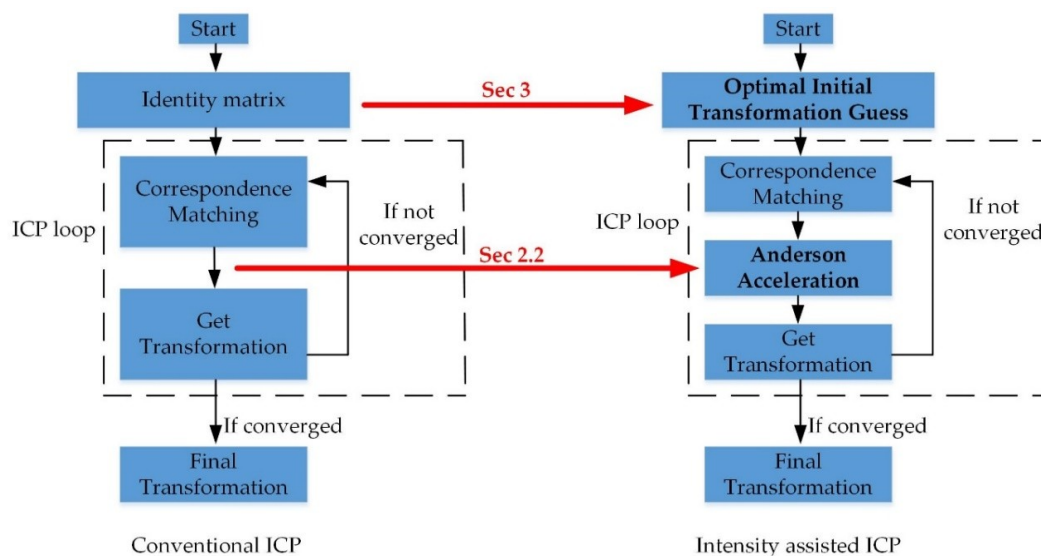 Start
Identity matrix
Correspondence
Matching
ICP loop
If not
converged
Get
Transformation
If converged
Final
Transformation
Conventional ICP
Sec 3
Sec 2.2
Start
Optimal Initial
Transformation Guess
Correspondence
Matching
ICP loop
If not
converged
Anderson
Acceleration
Get
Transformation
If converged
Final
Transformation
Intensity assisted ICP